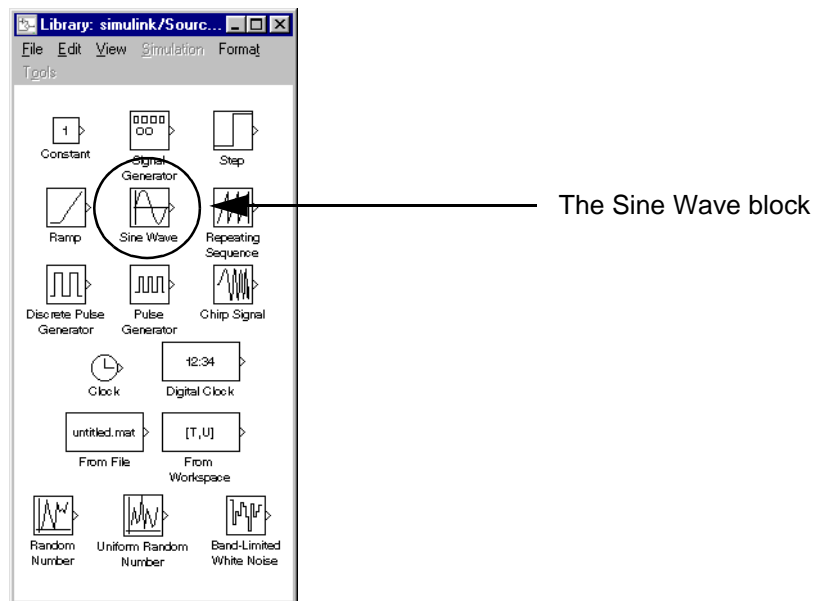 Library: simulink/Sourc...
File Edit View Simulation Format
Tools
1
Constant
Signal
Generator
Step
Ramp
Sine Wave
Repeating
Sequence
The Sine Wave block
Discrete Pulse
Generator
Pulse
Generator
Chirp Signal
Clock
12:34
Digital Clock
untitled.mat
From File
[T,U]
From
Workspace
Random
Number
Uniform Random
Number
Band-Limited
White Noise